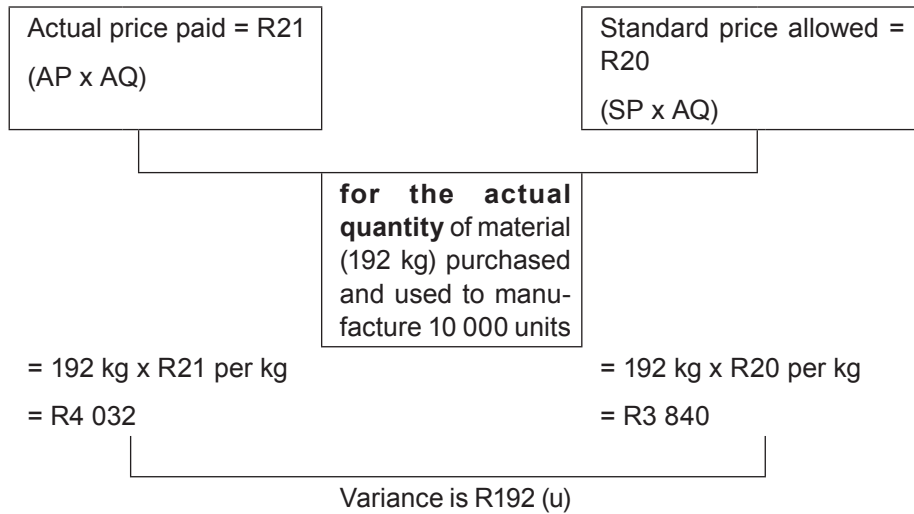 Actual price paid = R21
(AP x AQ)
Standard price allowed =
R20
(SP x AQ)
for the actual
quantity of material
(192 kg) purchased
and used to manu-
facture 10 000 units
= 192 kg x R21 per kg
= R4 032
= 192 kg x R20 per kg
= R3 840
Variance is R192 (u)